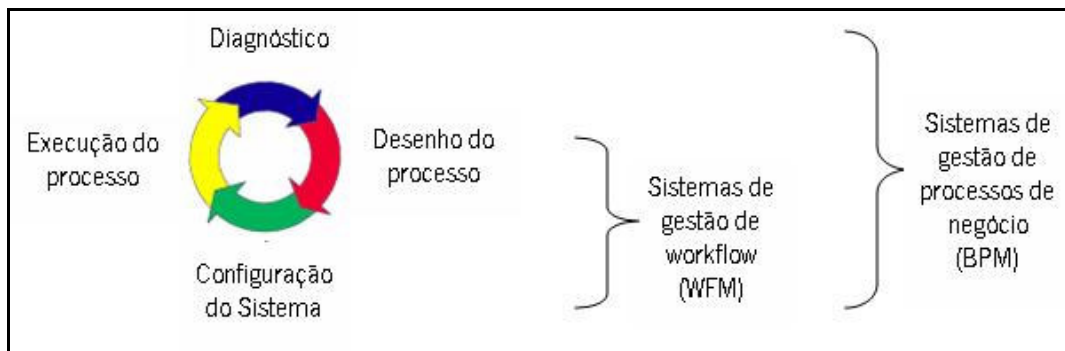 Diagnóstico
Execução do
processo
Desenho do
processo
Configuração
do Sistema
Sistemas de
gestão de
workflow
(WFM)
Sistemas de
gestão de
processos de
negócio
(BPM)